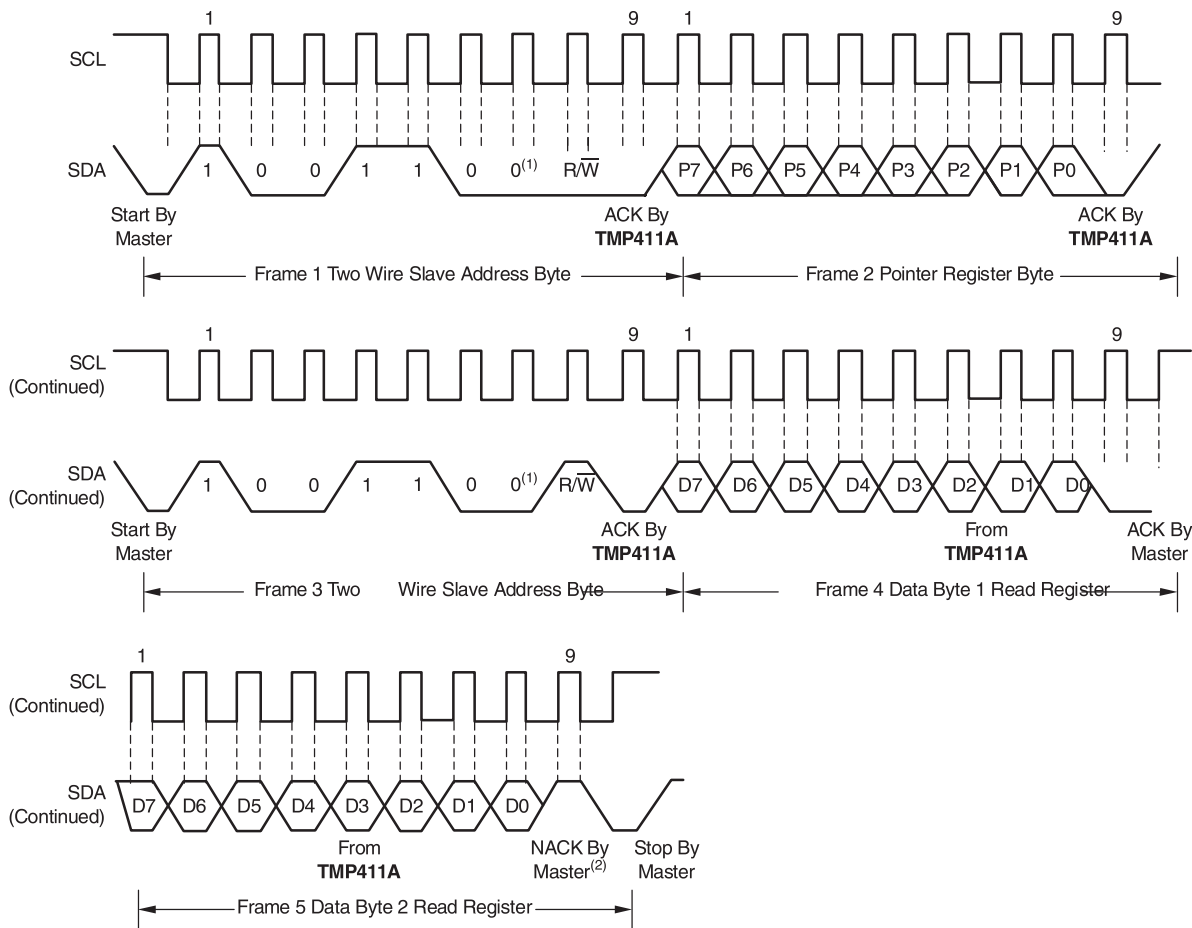 1 9 1 9
SCL
SDA 1 0 0 1 1 0 0(1) R/W P7 P6 P5 P4 P3 P2 P1 P0
Start By ACK By ACK By
Master TMP411A TMP411A
Frame 1 Two Wire Slave Address Byte Frame 2 Pointer Register Byte
1 9 1 9
SCL
(Continued)
SDA
(Continued) 1 0 0 1 1 0 0(1) R/W D7 D6 D5 D4 D3 D2 D1 D0
Start By ACK By From ACK By
Master TMP411A TMP411A Master
Frame 3 Two Wire Slave Address Byte Frame 4 Data Byte 1 Read Register
1 9
SCL
(Continued)
SDA
(Continued) D7 D6 D5 D4 D3 D2 D1 D0
From NACK By Stop By
TMP411A Master(2) Master
Frame 5 Data Byte 2 Read Register